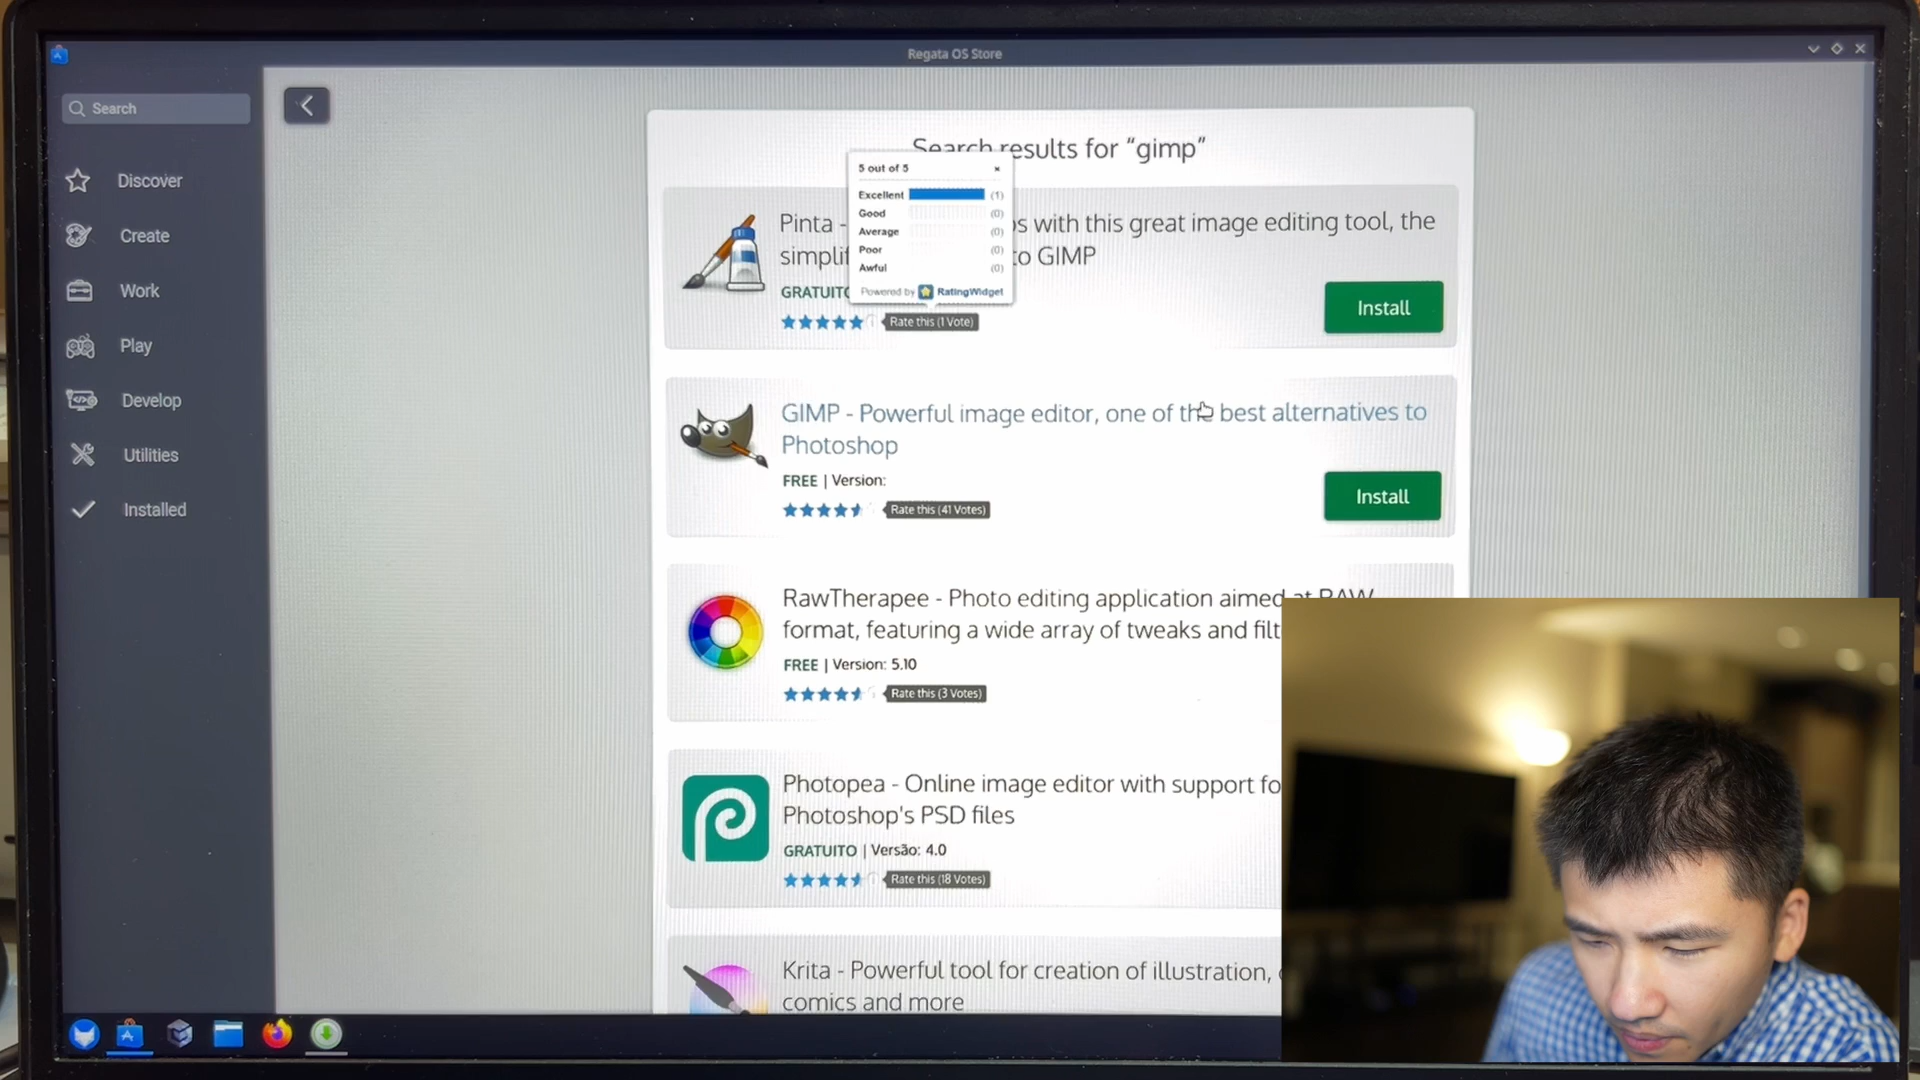 Regata OS Store
Search
Discover
Create
Work
Play
Develop
Utilities
Installed
Search results for “gimp”
5 out of 5 ×
Excellent (1)
Good (0)
Average (0)
Poor (0)
Awful (0)
Powered by RatingWidget
Pinta - s with this great image editing tool, the
to GIMP
GRATUITO
Rate this (1 Vote)
Install
GIMP - Powerful image editor, one of the best alternatives to
Photoshop
FREE | Version:
Rate this (41 Votes)
Install
RawTherapee - Photo editing application aimed at RAW
format, featuring a wide array of tweaks and filt
FREE | Version: 5.10
Rate this (3 Votes)
Photopea - Online image editor with support fo
Photoshop's PSD files
GRATUITO | Versão: 4.0
Rate this (18 Votes)
Krita - Powerful tool for creation of illustration,
comics and more